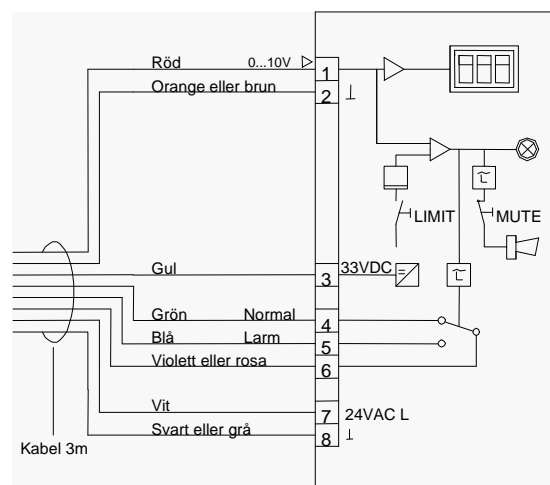 Röd 0...10V 1
Orange eller brun 2
LIMIT MUTE
Gul 3 33VDC
Grön Normal 4
Blå Larm 5
Violett eller rosa 6
Vit 7 24VAC L
Svart eller grå 8
Kabel 3m